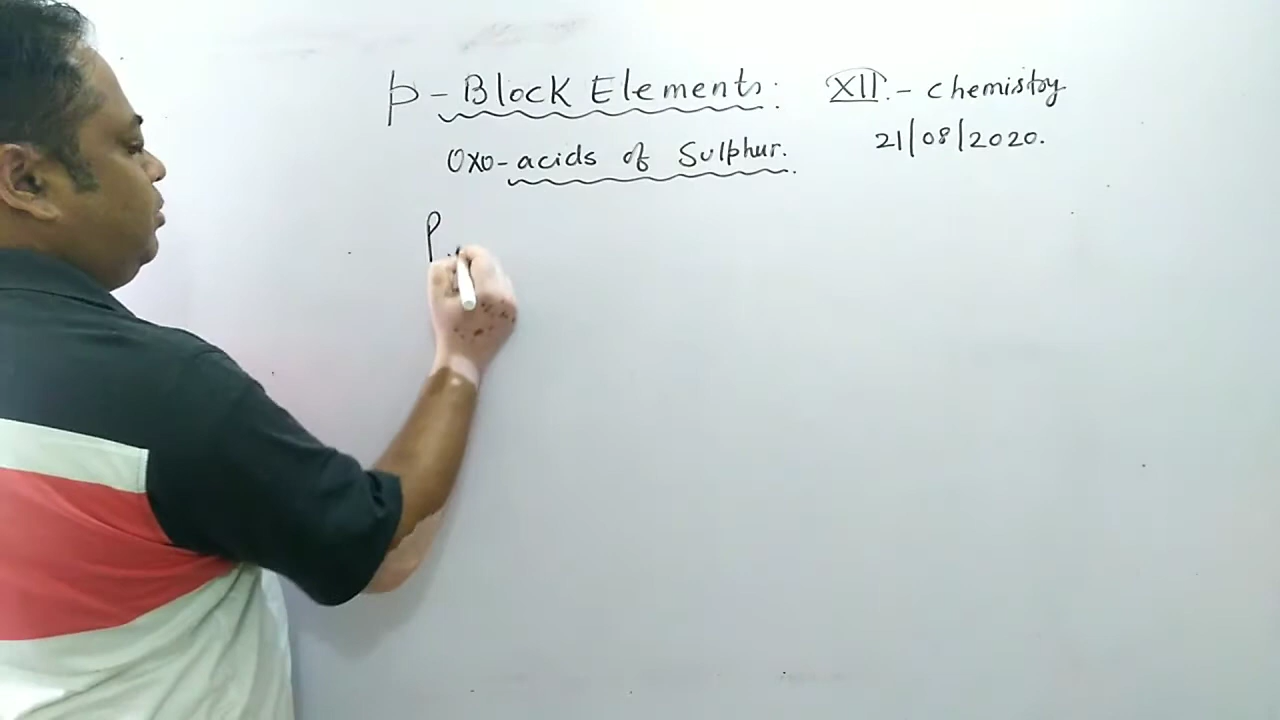 p-Block Elements: XII. - chemistry
21/08/2020.
Oxo-acids of Sulphur.
P